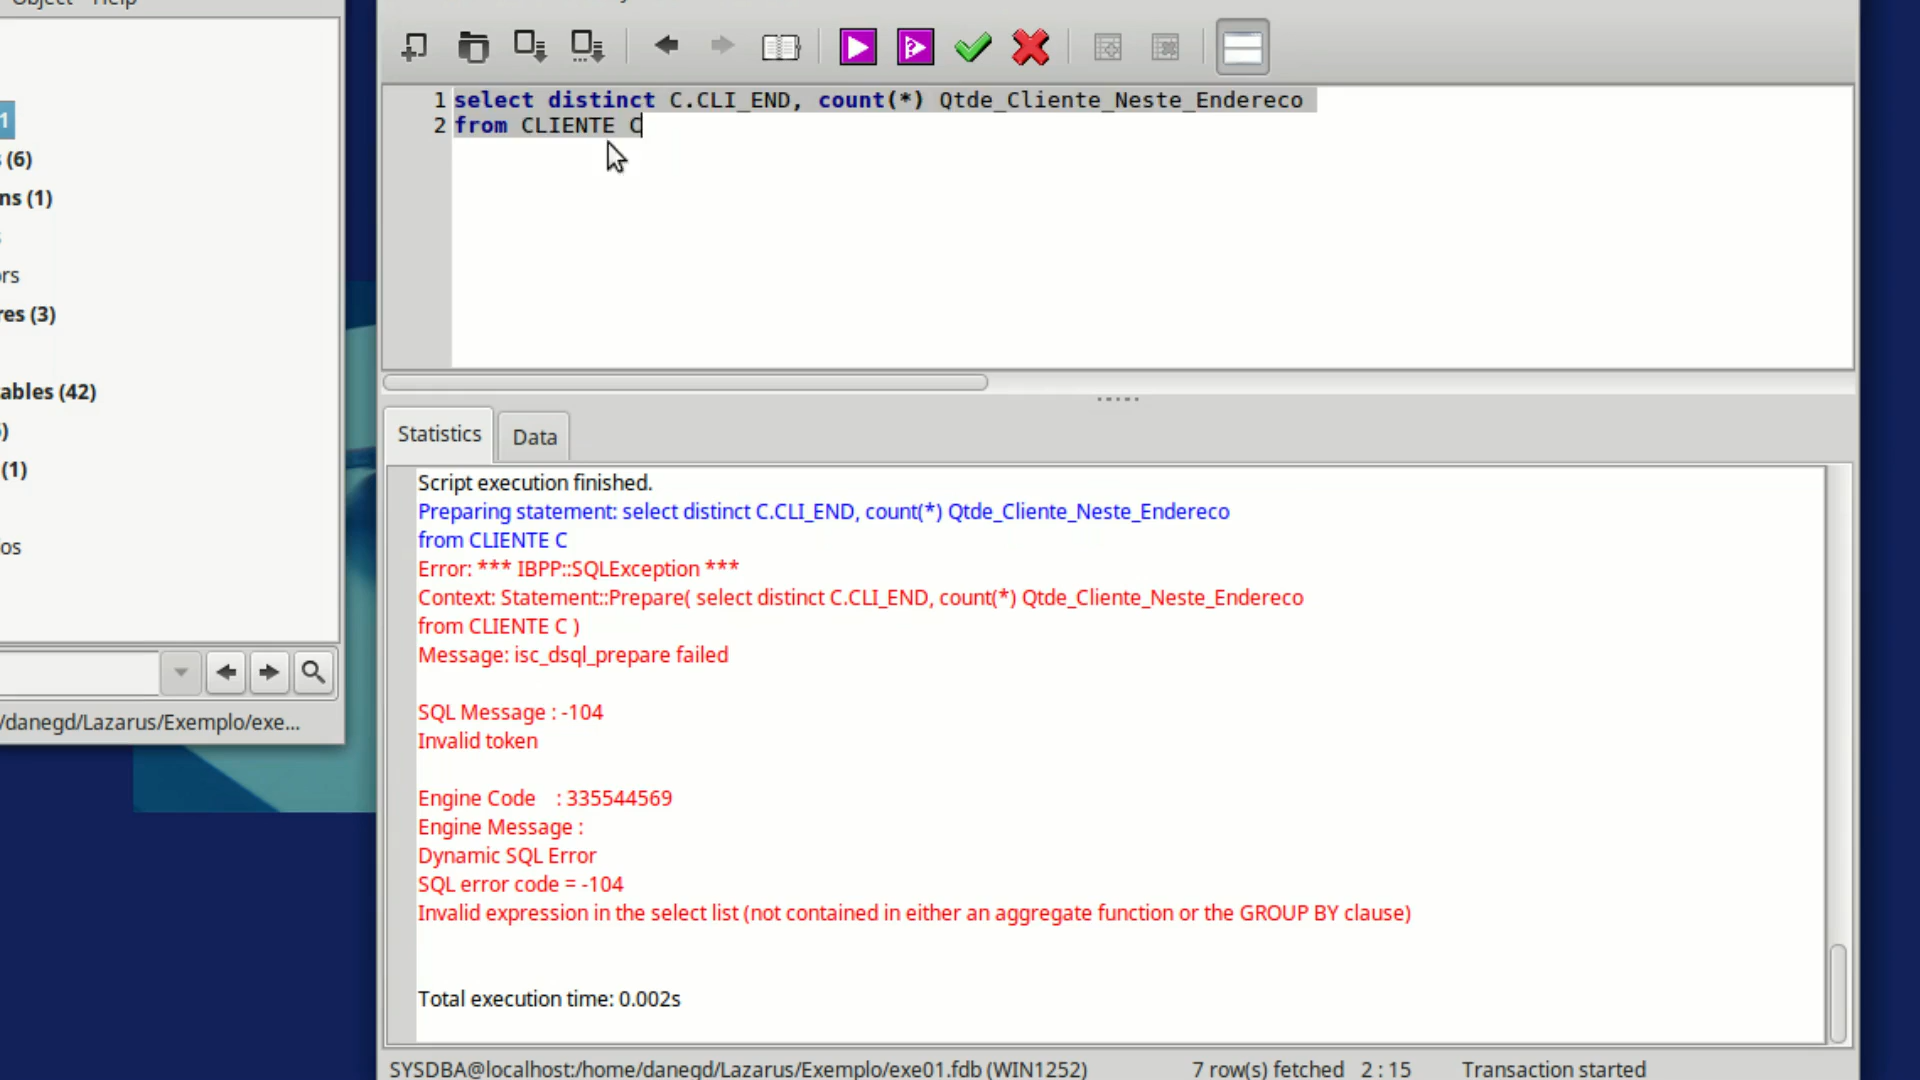 Object Help
1
(6)
ns (1)
ors
res (3)
ables (42)
(1)
os
/danegd/Lazarus/Exemplo/exe...
1 select distinct C.CLI_END, count(*) Qtde_Cliente_Neste_Endereco
2 from CLIENTE C
Statistics Data
Script execution finished.
Preparing statement: select distinct C.CLI_END, count(*) Qtde_Cliente_Neste_Endereco
from CLIENTE C
Error: *** IBPP::SQLException ***
Context: Statement::Prepare( select distinct C.CLI_END, count(*) Qtde_Cliente_Neste_Endereco
from CLIENTE C )
Message: isc_dsql_prepare failed
SQL Message : -104
Invalid token
Engine Code : 335544569
Engine Message :
Dynamic SQL Error
SQL error code = -104
Invalid expression in the select list (not contained in either an aggregate function or the GROUP BY clause)
Total execution time: 0.002s
SYSDBA@localhost:/home/danegd/Lazarus/Exemplo/exe01.fdb (WIN1252) 7 row(s) fetched 2 : 15 Transaction started